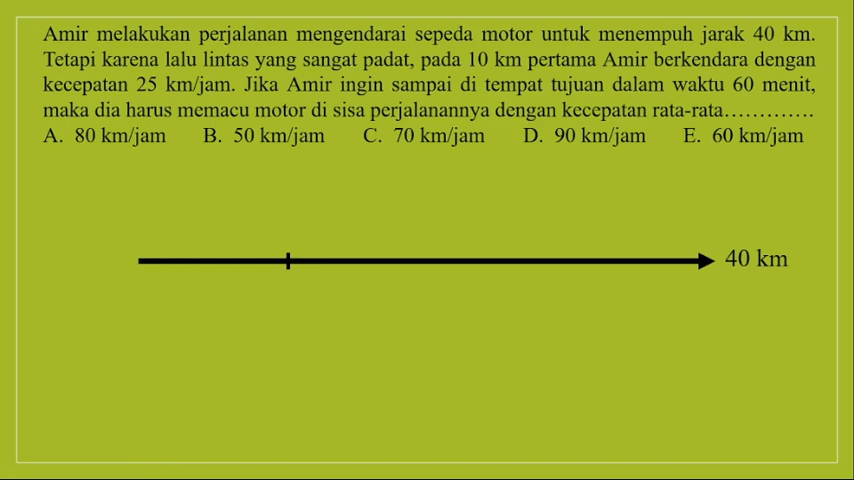 Amir melakukan perjalanan mengendarai sepeda motor untuk menempuh jarak 40 km.
Tetapi karena lalu lintas yang sangat padat, pada 10 km pertama Amir berkendara dengan
kecepatan 25 km/jam. Jika Amir ingin sampai di tempat tujuan dalam waktu 60 menit,
maka dia harus memacu motor di sisa perjalanannya dengan kecepatan rata-rata………….
A. 80 km/jam B. 50 km/jam C. 70 km/jam D. 90 km/jam E. 60 km/jam
40 km